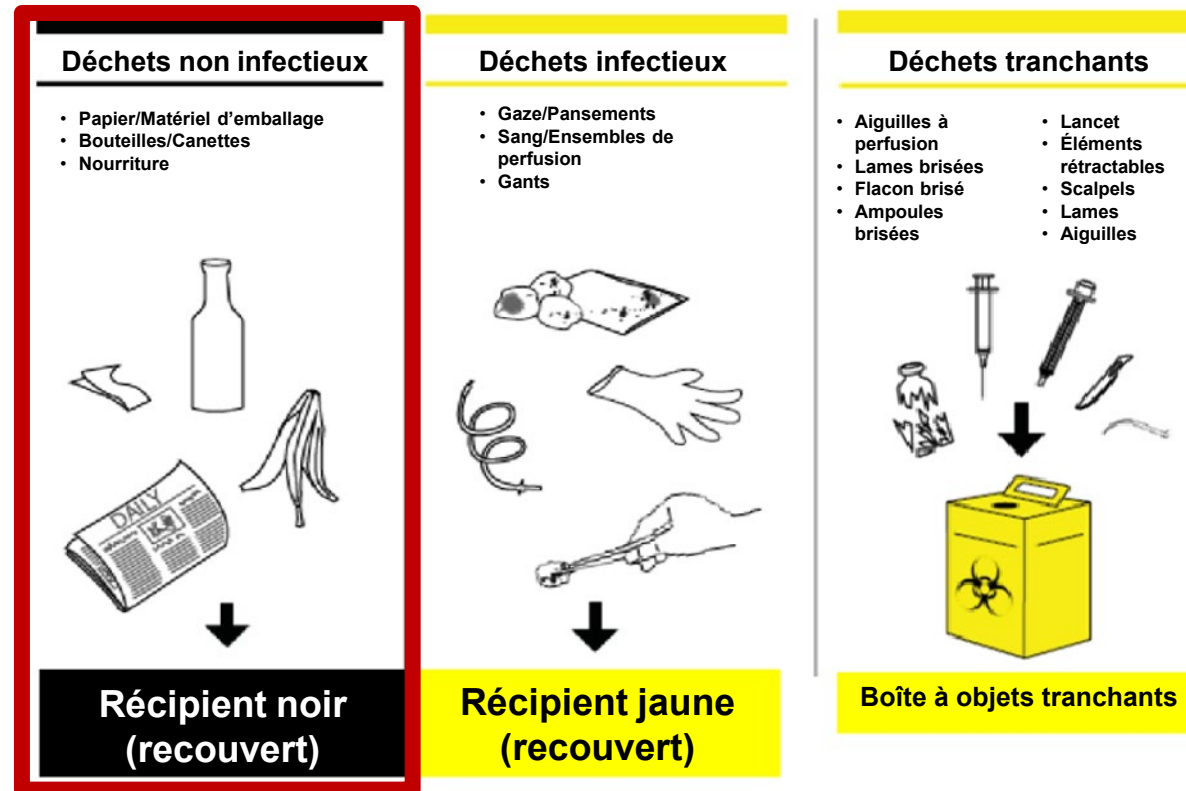 Déchets non infectieux
• Papier/Matériel d'emballage
• Bouteilles/Canettes
• Nourriture
DAILY
Récipient noir
(recouvert)
Déchets infectieux
• Gaze/Pansements
• Sang/Ensembles de
perfusion
• Gants
Récipient jaune
(recouvert)
Déchets tranchants
• Aiguilles à
perfusion
• Lames brisées
• Flacon brisé
• Ampoules
brisées
• Lancet
• Éléments
rétractables
• Scalpels
• Lames
• Aiguilles
Boîte à objets tranchants